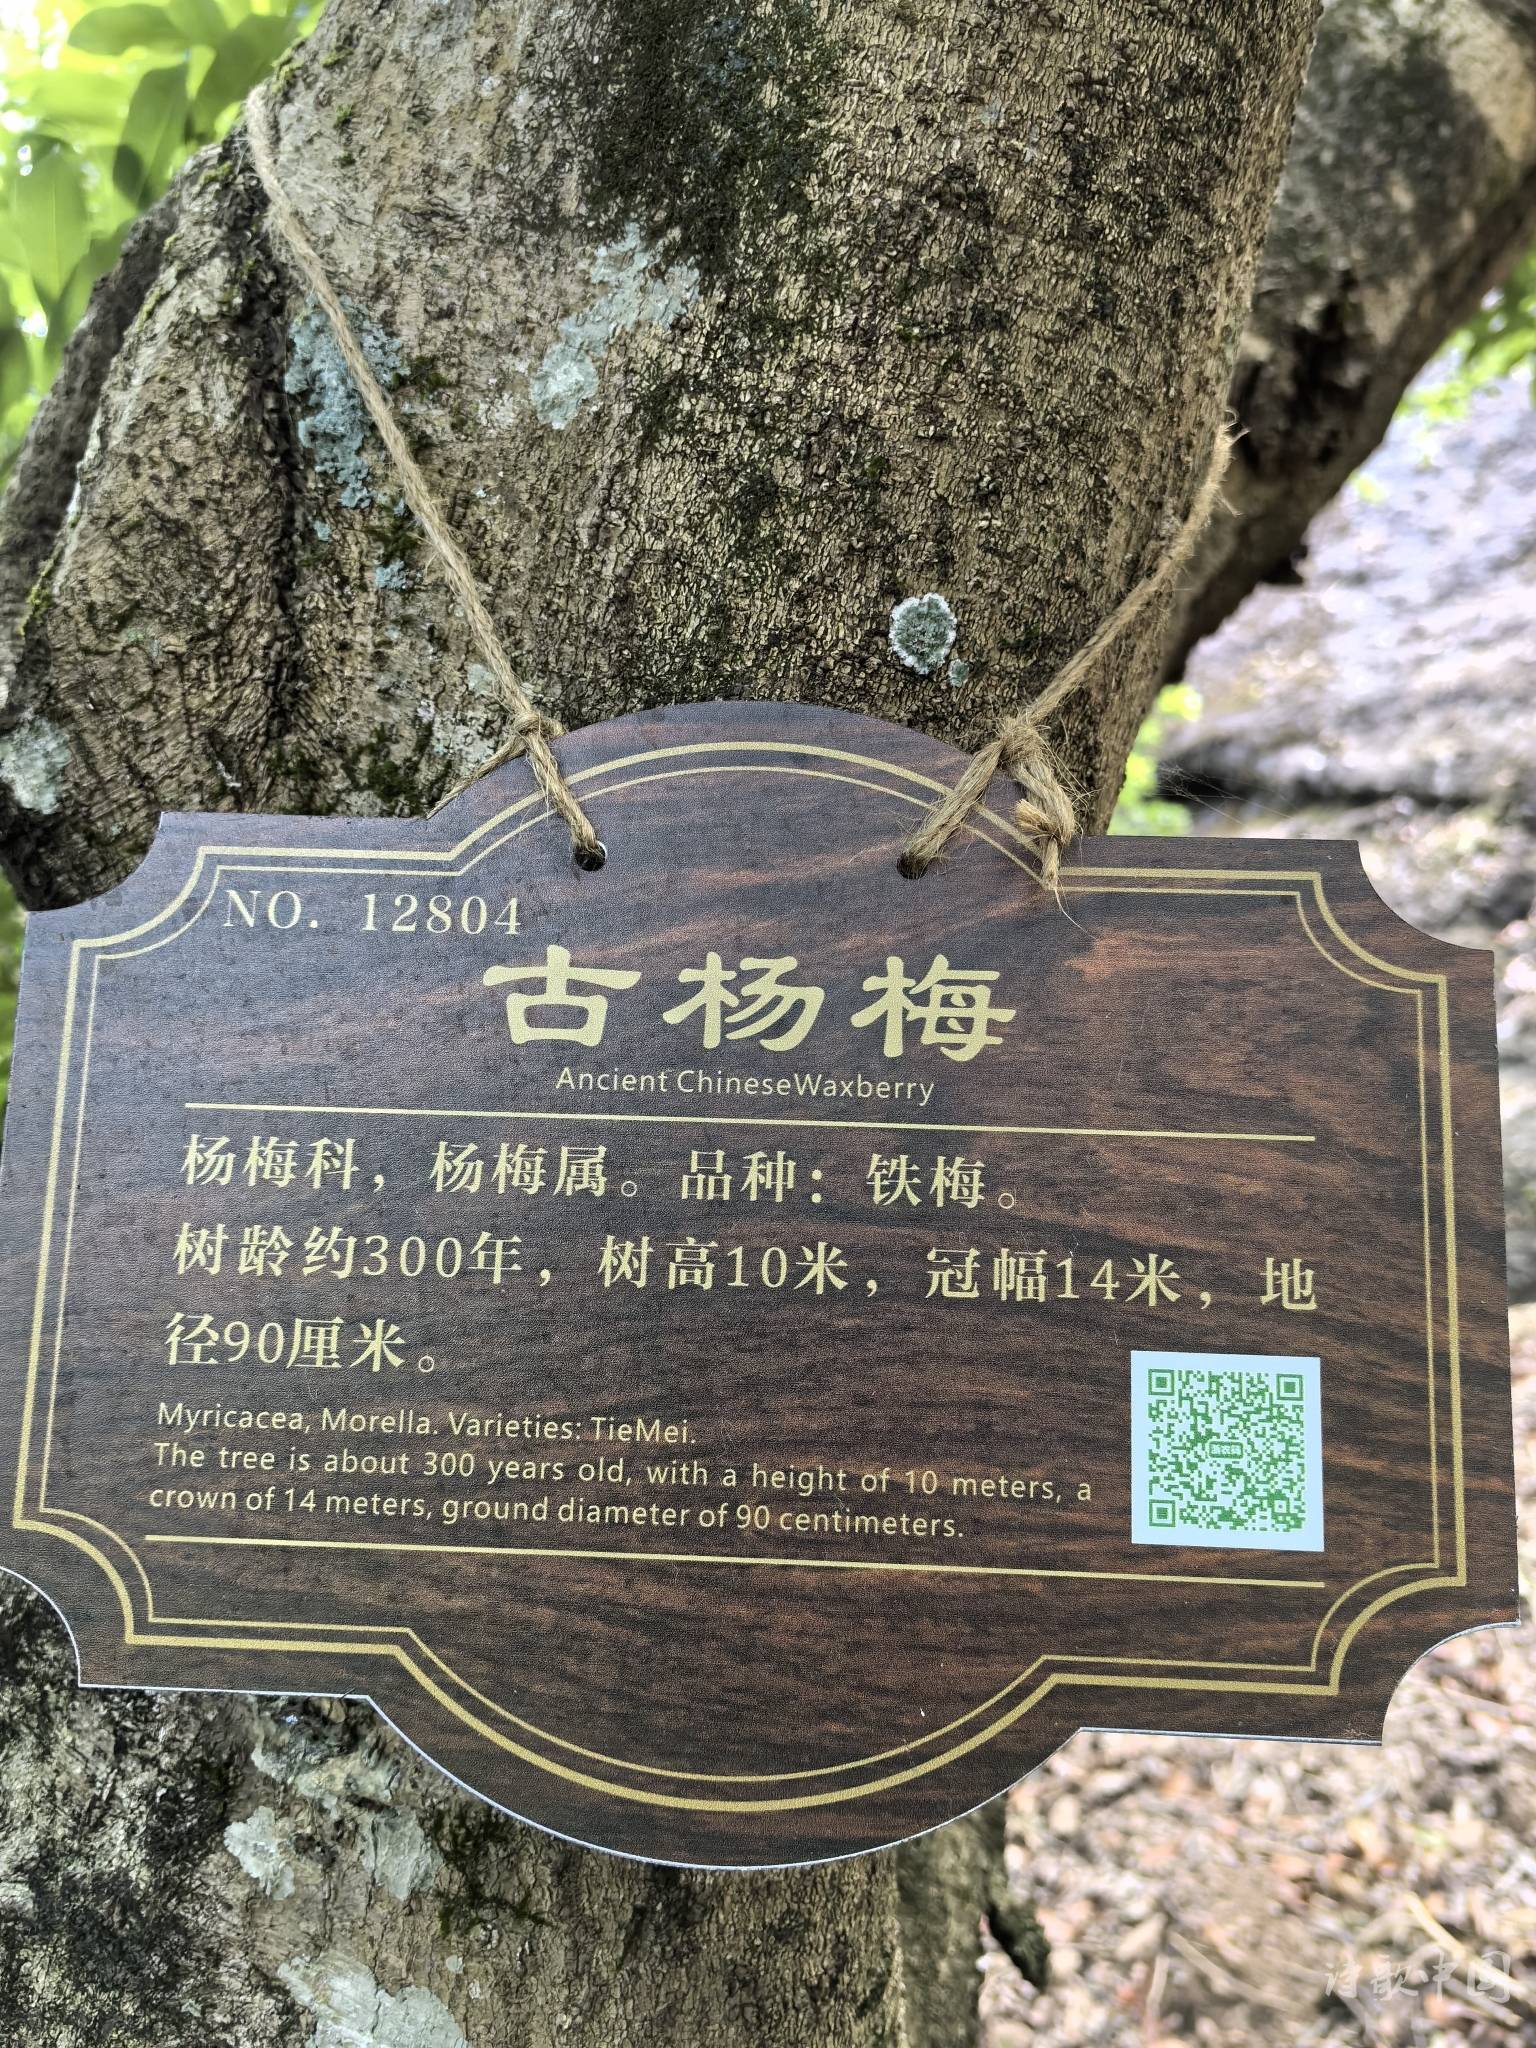 NO. 12804
古杨梅
Ancient ChineseWaxberry
杨梅科，杨梅属。品种：铁梅。
树龄约300年，树高10米，冠幅14米，地
径90厘米。
Myricacea, Morella. Varieties: TieMei.
The tree is about 300 years old, with a height of 10 meters, a
crown of 14 meters, ground diameter of 90 centimeters.
浙农码
诗歌中国